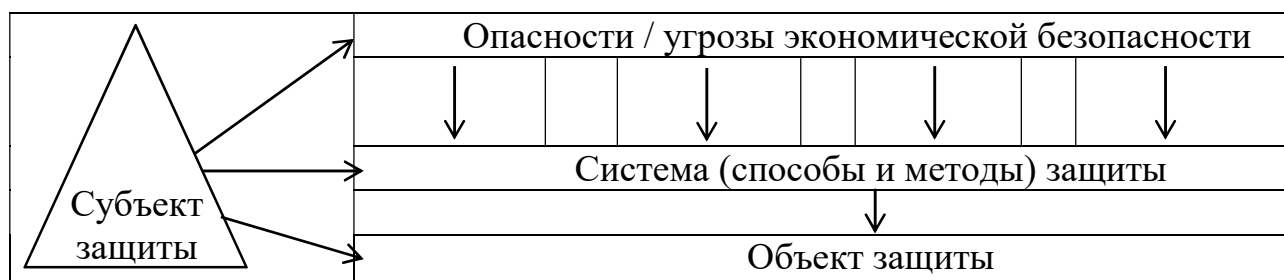 Опасности / угрозы экономической безопасности
Система (способы и методы) защиты
Субъект
защиты
Объект защиты